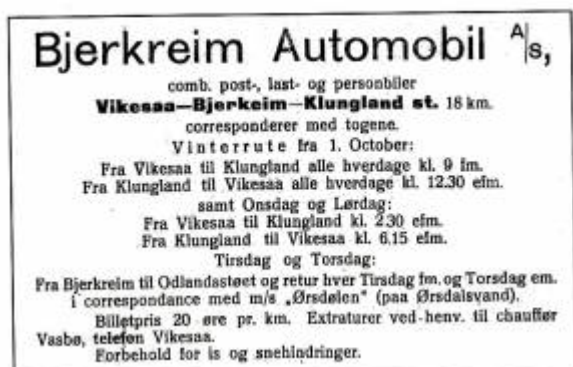 Bjerkreim Automobil A/s,
comb. post-, last- og personbiler
Vikesaa—Bjerkeim—Klungland st. 18 km.
corresponderer med togene.
Vinterrute fra 1. October:
Fra Vikesaa til Klungland alle hverdage kl. 9 fm.
Fra Klungland til Vikesaa alle hverdage kl. 12.30 efm.
samt Onsdag og Lørdag:
Fra Vikesaa til Klungland kl. 2.30 efm.
Fra Klungland til Vikesaa kl. 6.15 efm.
Tirsdag og Torsdag:
Fra Bjerkreim til Odlandsstøet og retur hver Tirsdag fm. og Torsdag em.
i correspondance med m/s „Ørsdølen“ (paa Ørsdalsvand).
Billetpris 20 øre pr. km. Extraturer ved henv. til chauffør
Vasbø, telefon Vikesaa.
Forbehold for is og snehindringer.